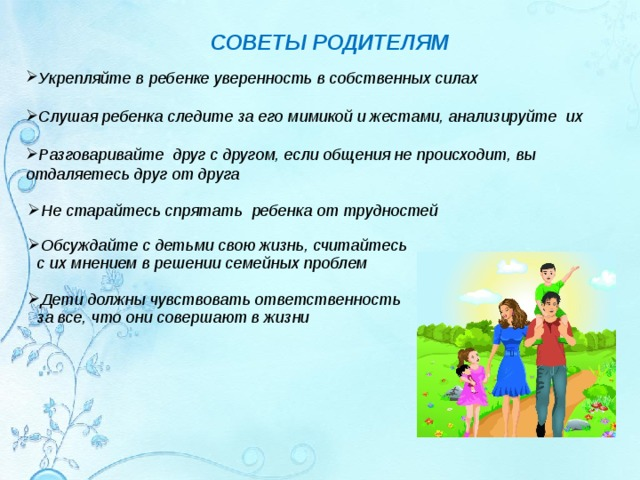 СОВЕТЫ РОДИТЕЛЯМ
➢Укрепляйте в ребенке уверенность в собственных силах
➢Слушая ребенка следите за его мимикой и жестами, анализируйте их
➢Разговаривайте друг с другом, если общения не происходит, вы
отдаляетесь друг от друга
➢Не старайтесь спрятать ребенка от трудностей
➢Обсуждайте с детьми свою жизнь, считайтесь
с их мнением в решении семейных проблем
➢Дети должны чувствовать ответственность
за все, что они совершают в жизни